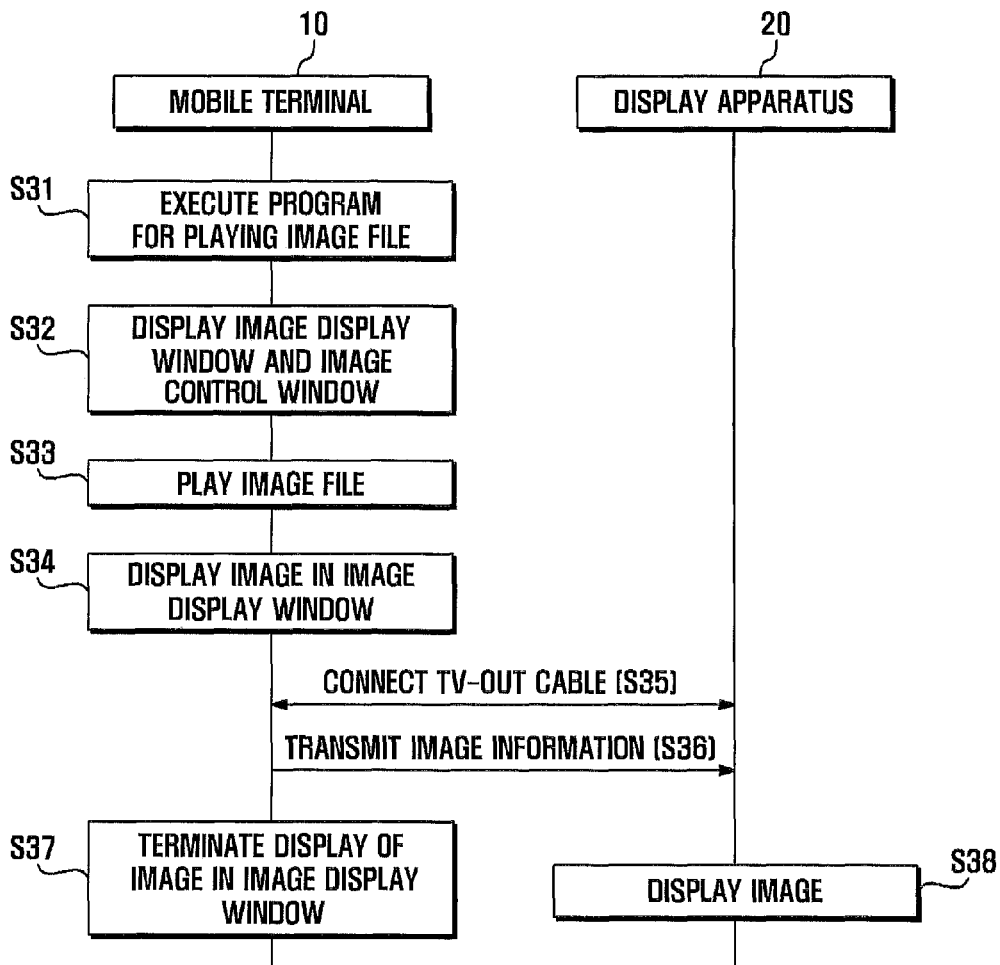 10
20
MOBILE TERMINAL
DISPLAY APPARATUS
S31
EXECUTE PROGRAM
FOR PLAYING IMAGE FILE
S32
DISPLAY IMAGE DISPLAY
WINDOW AND IMAGE
CONTROL WINDOW
S33
PLAY IMAGE FILE
S34
DISPLAY IMAGE IN IMAGE
DISPLAY WINDOW
CONNECT TV-OUT CABLE (S35)
TRANSMIT IMAGE INFORMATION (S36)
S37
TERMINATE DISPLAY OF
IMAGE IN IMAGE DISPLAY
WINDOW
DISPLAY IMAGE
S38